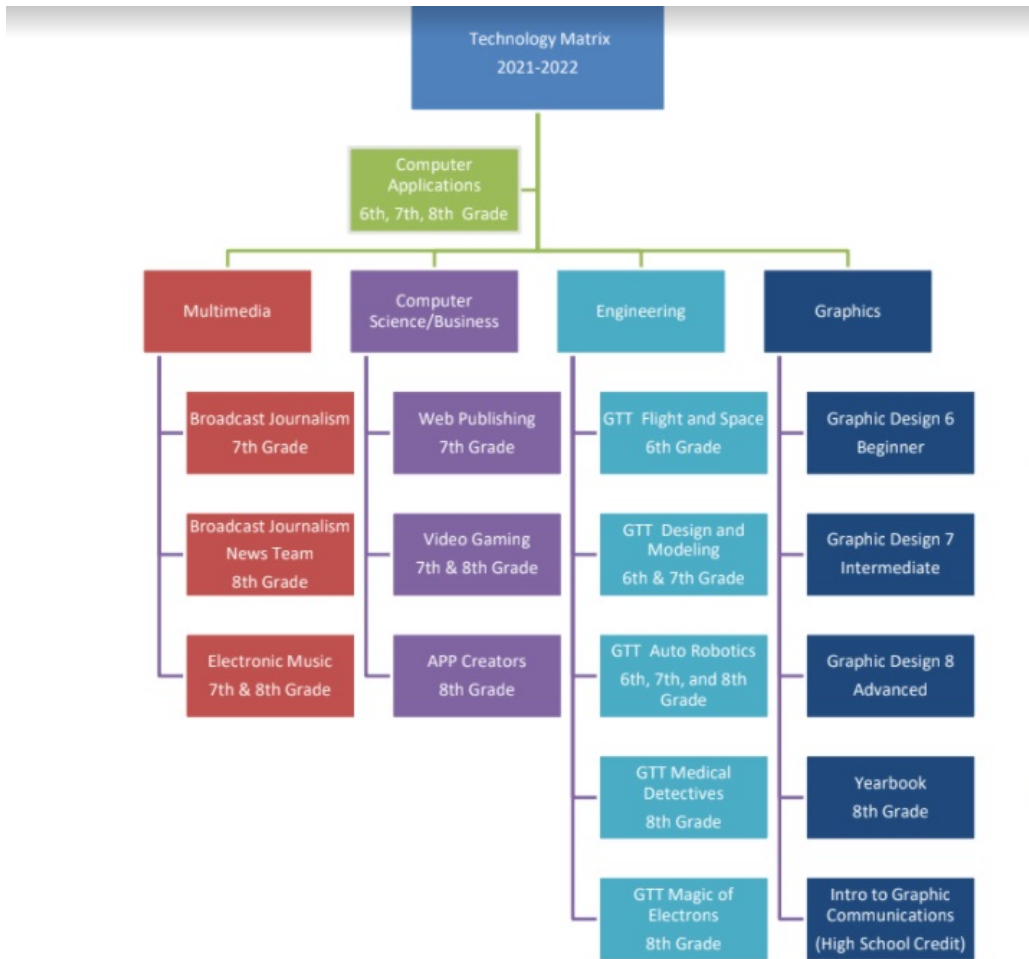 Technology Matrix
2021-2022
Computer
Applications
6th, 7th, 8th Grade
Multimedia
Computer
Science/Business
Engineering
Graphics
Broadcast Journalism
7th Grade
Web Publishing
7th Grade
GTT Flight and Space
6th Grade
Graphic Design 6
Beginner
Broadcast Journalism
News Team
8th Grade
Video Gaming
7th & 8th Grade
GTT Design and
Modeling
6th & 7th Grade
Graphic Design 7
Intermediate
Electronic Music
7th & 8th Grade
APP Creators
8th Grade
GTT Auto Robotics
6th, 7th, and 8th
Grade
Graphic Design 8
Advanced
GTT Medical
Detectives
8th Grade
Yearbook
8th Grade
GTT Magic of
Electrons
8th Grade
Intro to Graphic
Communications
(High School Credit)